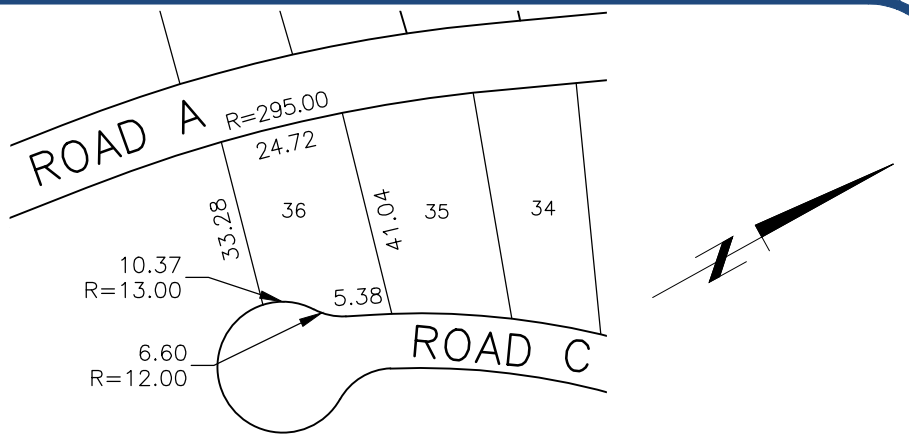 ROAD A
R=295.00
24.72
33.28
36
41.04
35
34
10.37
R=13.00
5.38
6.60
R=12.00
ROAD C
N